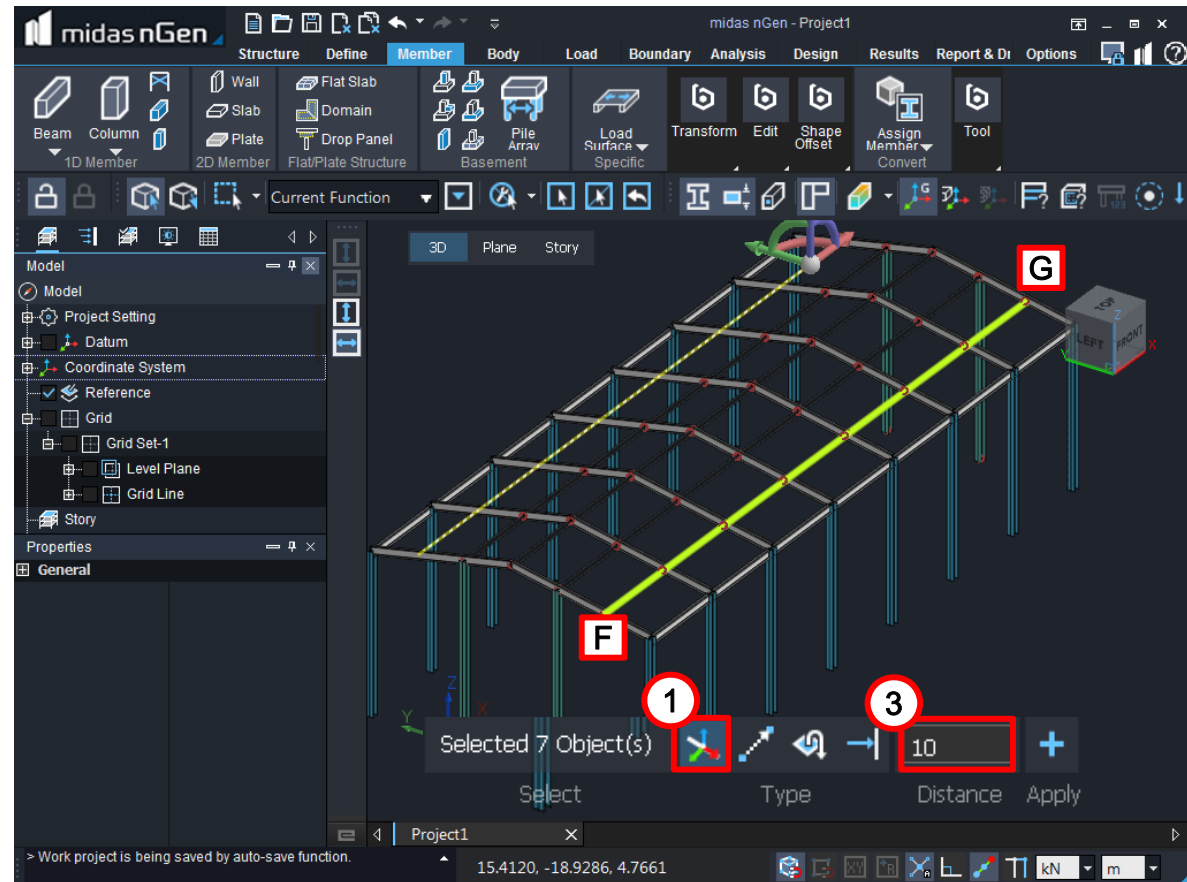 midas nGen
midas nGen - Project1
Structure Define Member Body Load Boundary Analysis Design Results Report & Dr Options
Beam Column
Wall
Slab
Plate
Flat Slab
Domain
Drop Panel
Pile
Array
Load
Surface
Transform Edit Shape
Offset
Assign
Member
Tool
1D Member 2D Member Flat/Plate Structure Basement Specific Convert
Current Function
G
123
Model
Model
Project Setting
Datum
Coordinate System
Reference
Grid
Grid Set-1
Level Plane
Grid Line
Story
Properties
General
3D Plane Story
G
Z
LEFT FRONT
X
Y
F
Z
X
Y
1
3
Selected 7 Object(s)
10
Select Type Distance Apply
Project1
> Work project is being saved by auto-save function.
15.4120, -18.9286, 4.7661
XY
kN m